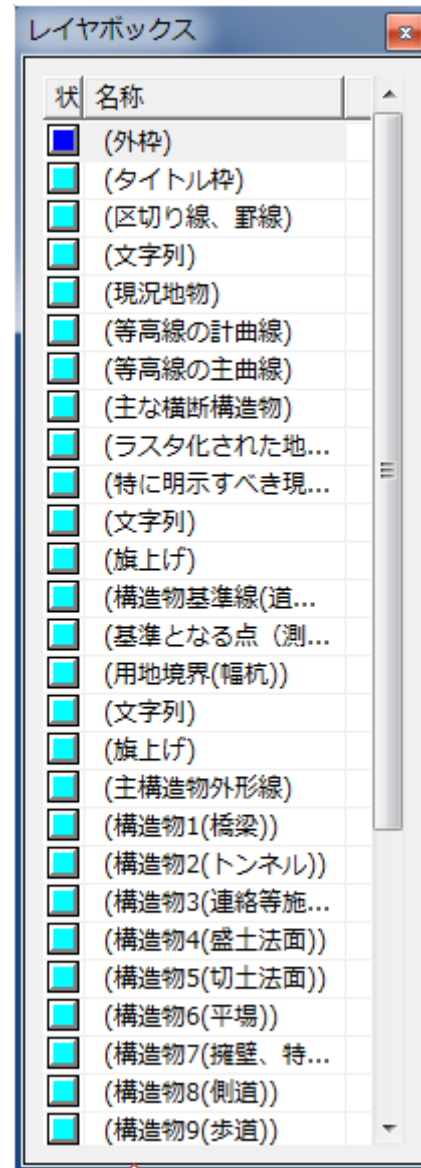 レイヤボックス
状 名称
(外枠)
(タイトル枠)
(区切り線、罫線)
(文字列)
(現況地物)
(等高線の計曲線)
(等高線の主曲線)
(主な横断構造物)
(ラスタ化された地...
(特に明示すべき現...
(文字列)
(旗上げ)
(構造物基準線(道...
(基準となる点（測...
(用地境界(幅杭))
(文字列)
(旗上げ)
(主構造物外形線)
(構造物1(橋梁))
(構造物2(トンネル))
(構造物3(連絡等施...
(構造物4(盛土法面))
(構造物5(切土法面))
(構造物6(平場))
(構造物7(擁壁、特...
(構造物8(側道))
(構造物9(歩道))